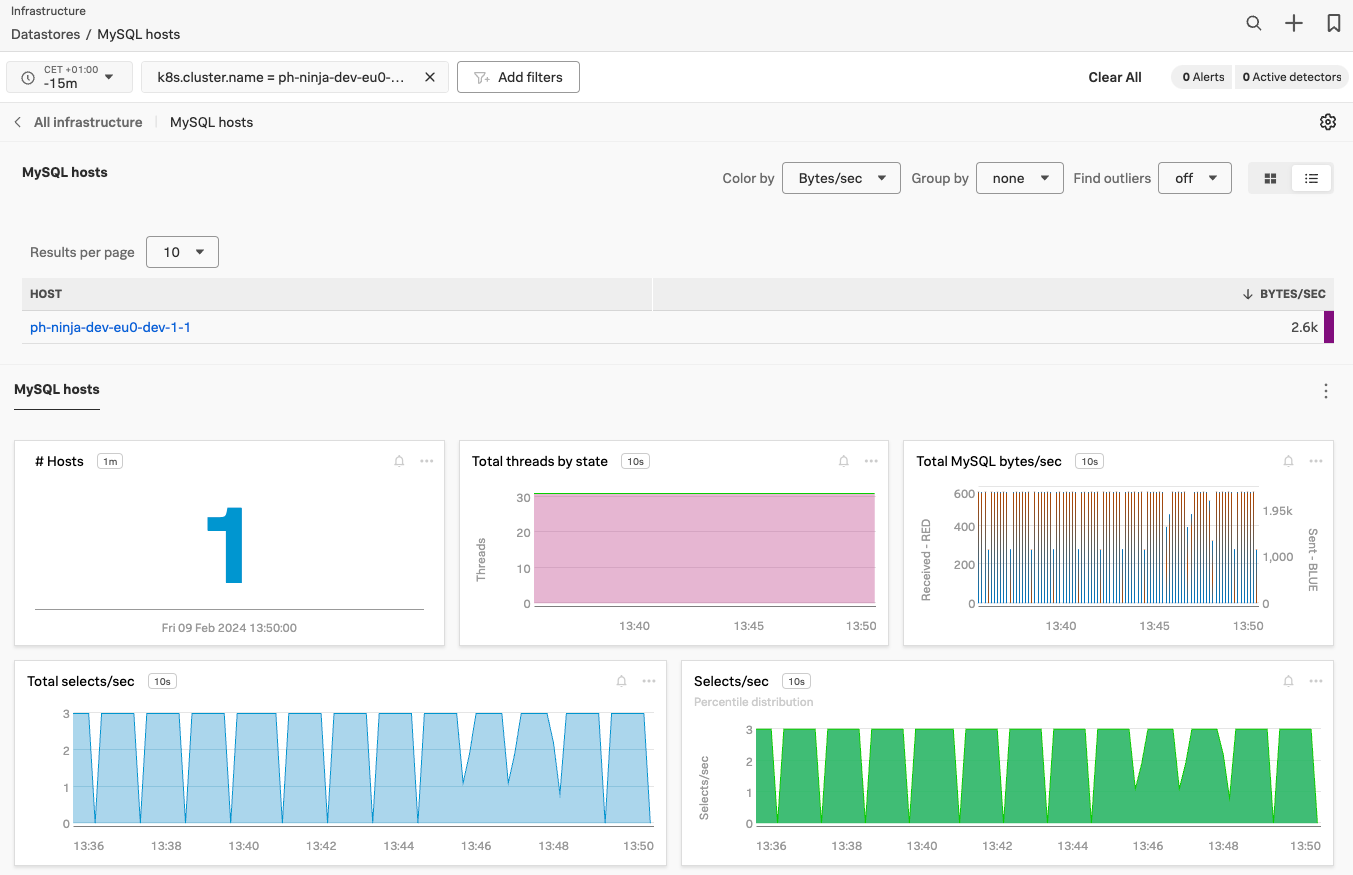 Infrastructure
Datastores / MySQL hosts
CET +01:00
-15m
k8s.cluster.name = ph-ninja-dev-eu0-...
Add filters
Clear All
0 Alerts
0 Active detectors
All infrastructure
MySQL hosts
MySQL hosts
Color by
Bytes/sec
Group by
none
Find outliers
off
Results per page
10
HOST
BYTES/SEC
ph-ninja-dev-eu0-dev-1-1
2.6k
MySQL hosts
# Hosts
1m
1
Fri 09 Feb 2024 13:50:00
Total threads by state
10s
Threads
30
20
10
0
13:40
13:45
13:50
Total MySQL bytes/sec
10s
Received - RED
600
400
200
0
1.95k
1,000
0
Sent - BLUE
13:40
13:45
13:50
Total selects/sec
10s
3
2
1
0
13:36
13:38
13:40
13:42
13:44
13:46
13:48
13:50
Selects/sec
10s
Percentile distribution
Selects/sec
3
2
1
0
13:36
13:38
13:40
13:42
13:44
13:46
13:48
13:50